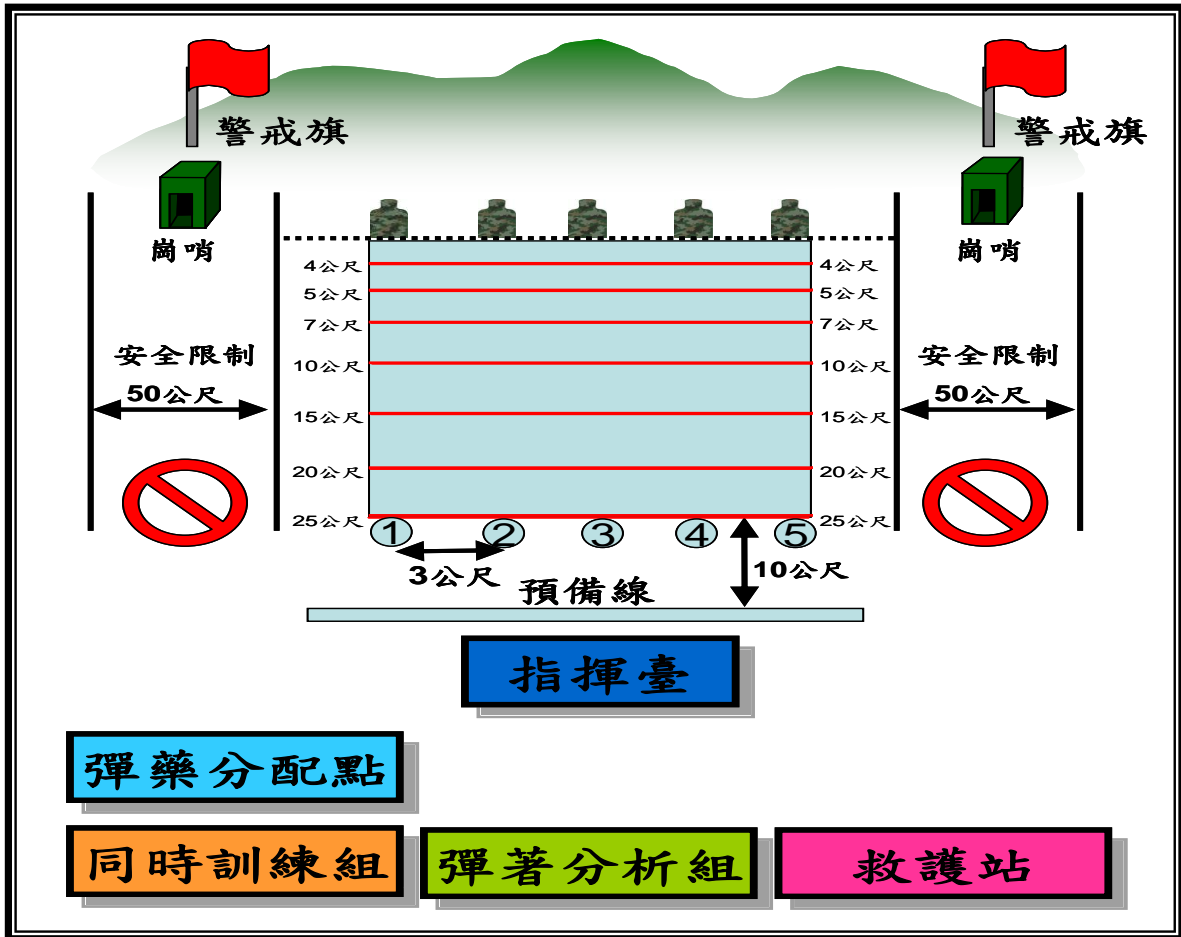 警戒旗
警戒旗
崗哨
崗哨
4公尺
4公尺
5公尺
5公尺
7公尺
7公尺
安全限制
50公尺
10公尺
10公尺
安全限制
50公尺
15公尺
15公尺
20公尺
20公尺
25公尺
25公尺
1 2 3 4 5
3公尺
10公尺
預備線
指揮臺
彈藥分配點
同時訓練組
彈著分析組
救護站